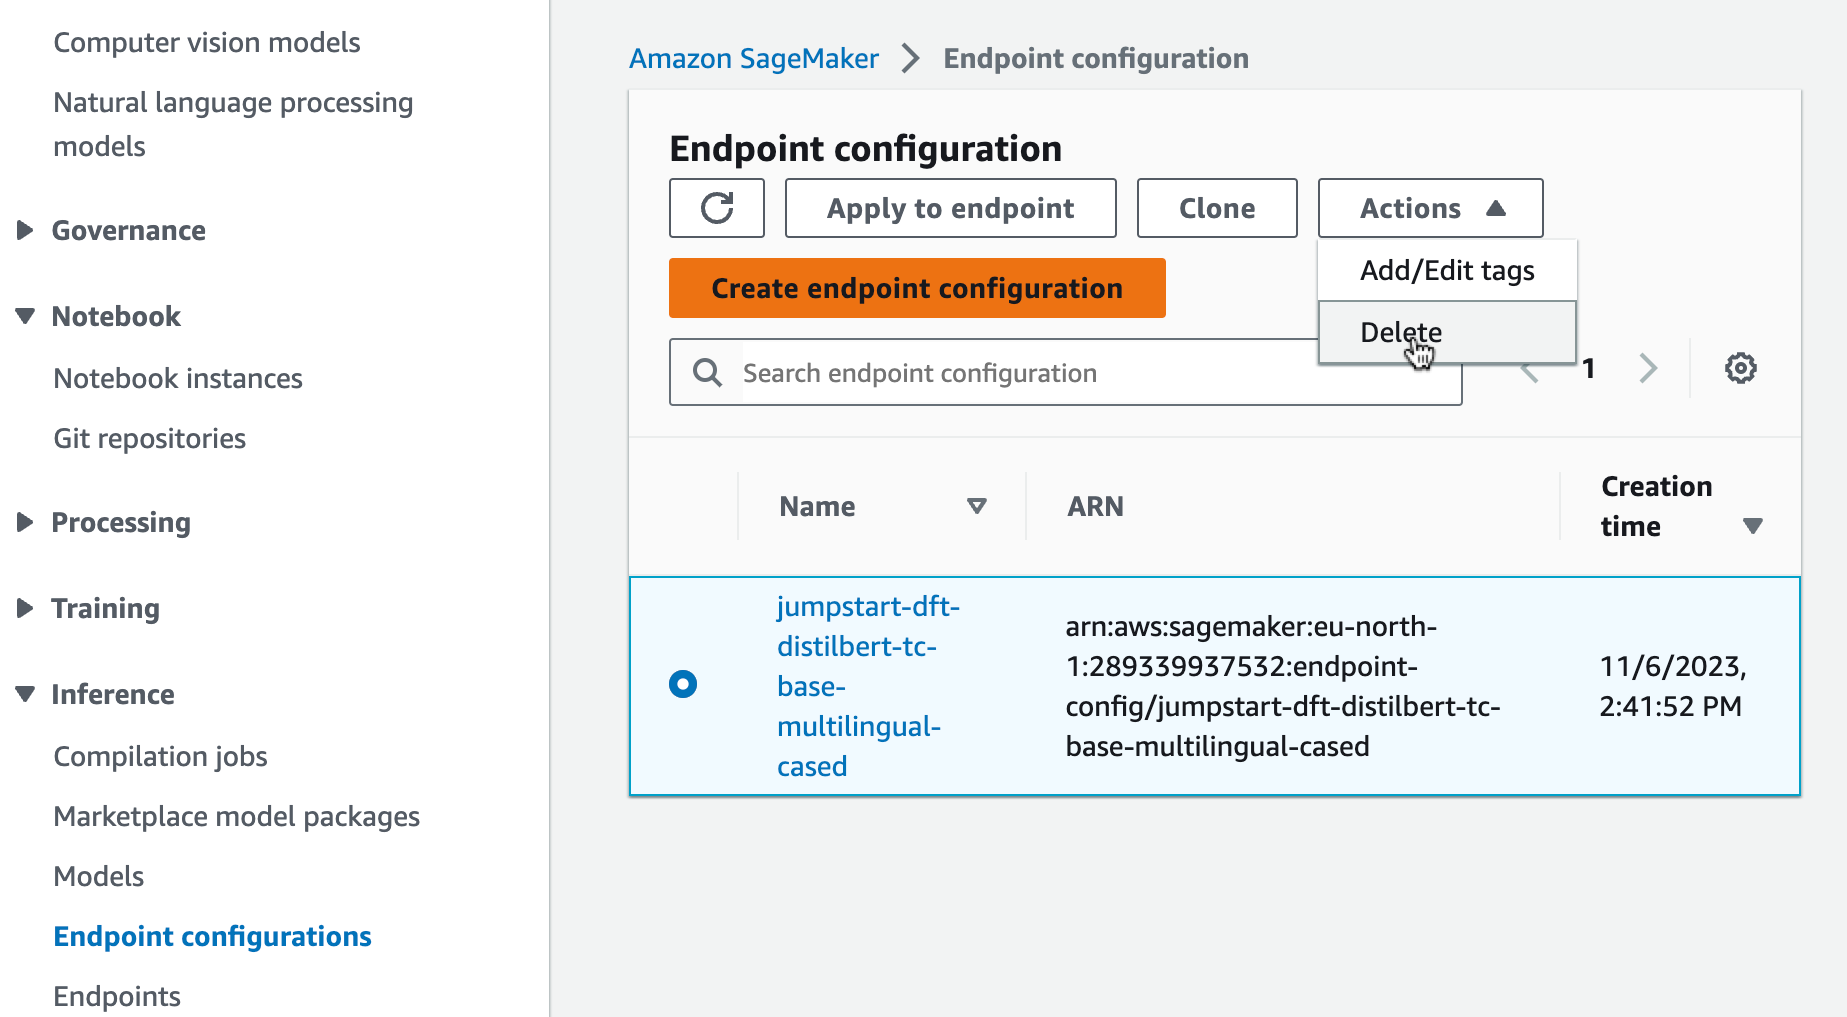 Computer vision models
Natural language processing
models
Governance
Notebook
Notebook instances
Git repositories
Processing
Training
Inference
Compilation jobs
Marketplace model packages
Models
Endpoint configurations
Endpoints
Amazon SageMaker
Endpoint configuration
Endpoint configuration
Apply to endpoint
Clone
Actions
Add/Edit tags
Delete
Create endpoint configuration
Search endpoint configuration
1
Name
ARN
Creation
time
jumpstart-dft-
distilbert-tc-
base-
multilingual-
cased
arn:aws:sagemaker:eu-north-
1:289339937532:endpoint-
config/jumpstart-dft-distilbert-tc-
base-multilingual-cased
11/6/2023,
2:41:52 PM